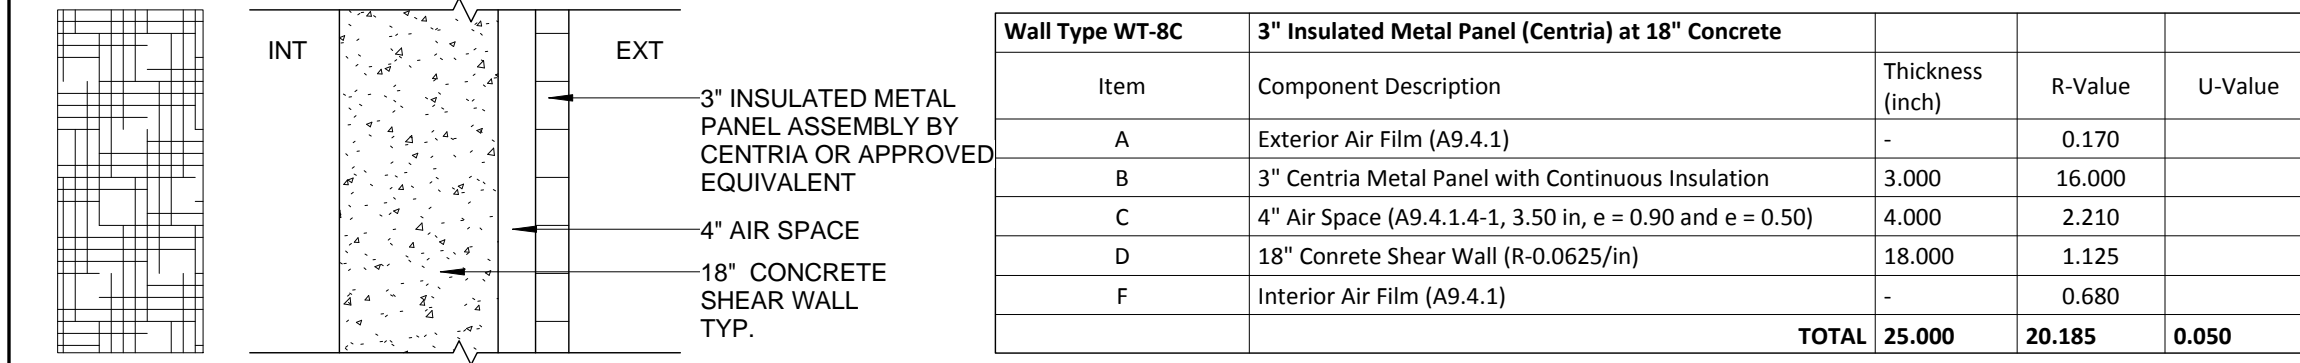 INT
EXT
3" INSULATED METAL
PANEL ASSEMBLY BY
CENTRIA OR APPROVED
EQUIVALENT
4" AIR SPACE
18" CONCRETE
SHEAR WALL
TYP.
Wall Type WT-8C 3" Insulated Metal Panel (Centria) at 18" Concrete
Item Component Description Thickness (inch) R-Value U-Value
A Exterior Air Film (A9.4.1) - 0.170
B 3" Centria Metal Panel with Continuous Insulation 3.000 16.000
C 4" Air Space (A9.4.1.4-1, 3.50 in, e = 0.90 and e = 0.50) 4.000 2.210
D 18" Conrete Shear Wall (R-0.0625/in) 18.000 1.125
F Interior Air Film (A9.4.1) - 0.680
TOTAL 25.000 20.185 0.050